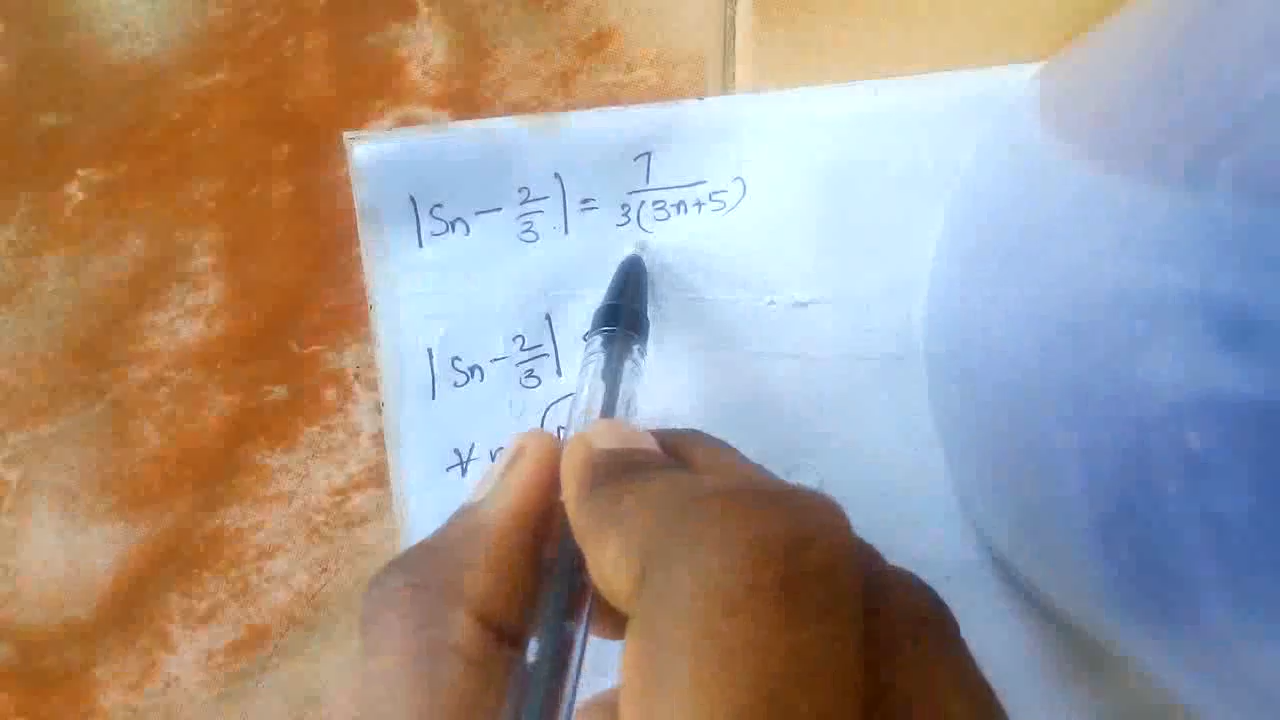 |Sn - 2/3| = 7/3(3n+5)
|Sn - 2/3|
∀